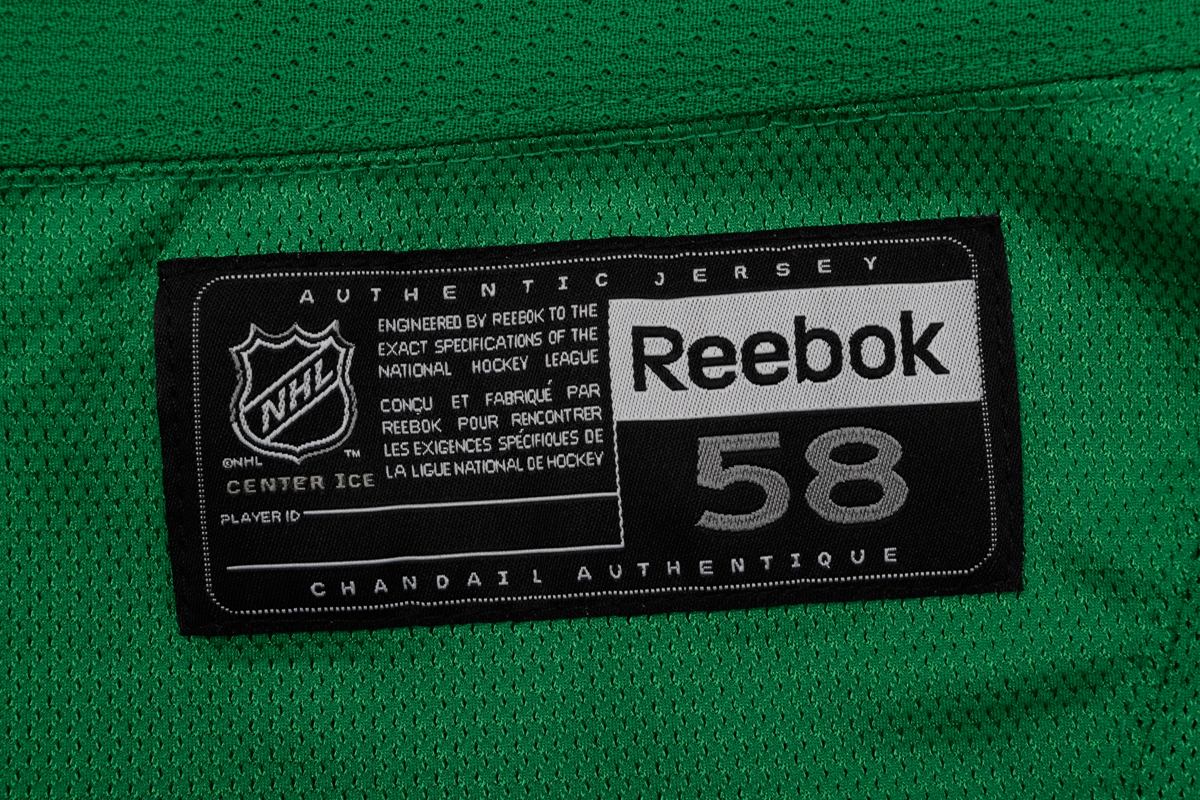 AUTHENTIC JERSEY
NHL
©NHL
TM
CENTER ICE
ENGINEERED BY REEBOK TO THE
EXACT SPECIFICATIONS OF THE
NATIONAL HOCKEY LEAGUE
CONÇU ET FABRIQUÉ PAR
REEBOK POUR RENCONTRER
LES EXIGENCES SPÉCIFIQUES DE
LA LIGUE NATIONAL DE HOCKEY
PLAYER ID
Reebok
58
CHANDAIL AUTHENTIQUE